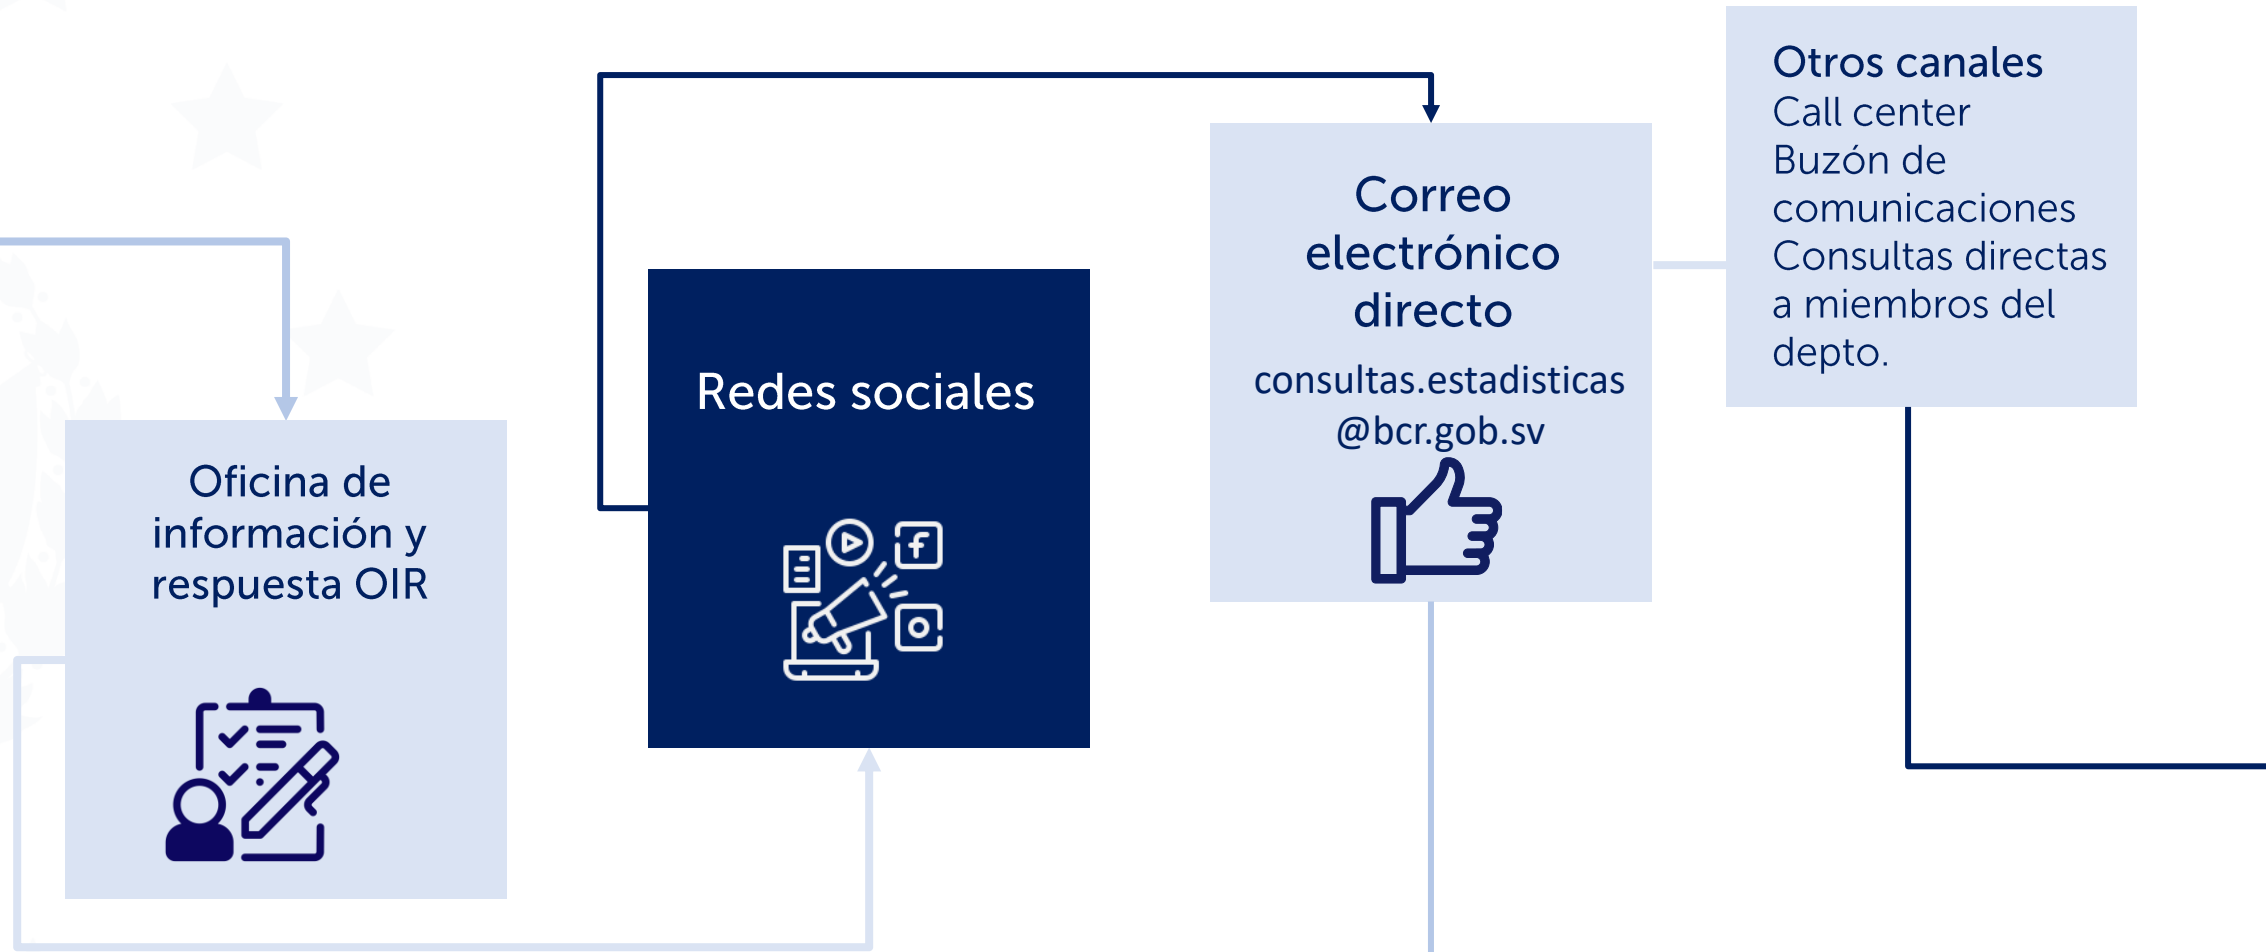 Oficina de
información y
respuesta OIR
Redes sociales
Correo
electrónico
directo
consultas.estadisticas
@bcr.gob.sv
Otros canales
Call center
Buzón de
comunicaciones
Consultas directas
a miembros del
depto.